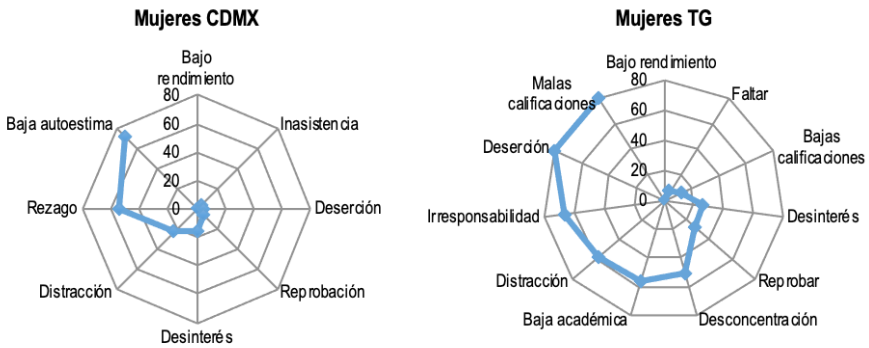 Mujeres CDMX
Bajo
rendimiento
80
60
40
20
0
Inasistencia
Deserción
Reprobación
Desinterés
Distracción
Rezago
Baja autoestima
Mujeres TG
Bajo rendimiento
80
60
40
20
0
Faltar
Bajas
calificaciones
Desinterés
Reprobar
Desconcentración
Baja académica
Distracción
Irresponsabilidad
Deserción
Malas
calificaciones